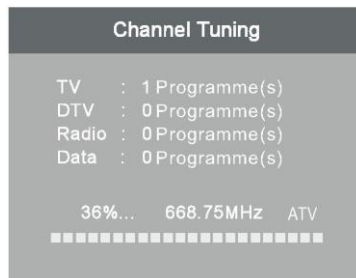 Channel Tuning
TV : 1 Programme(s)
DTV : 0 Programme(s)
Radio : 0 Programme(s)
Data : 0 Programme(s)
36%... 668.75MHz ATV